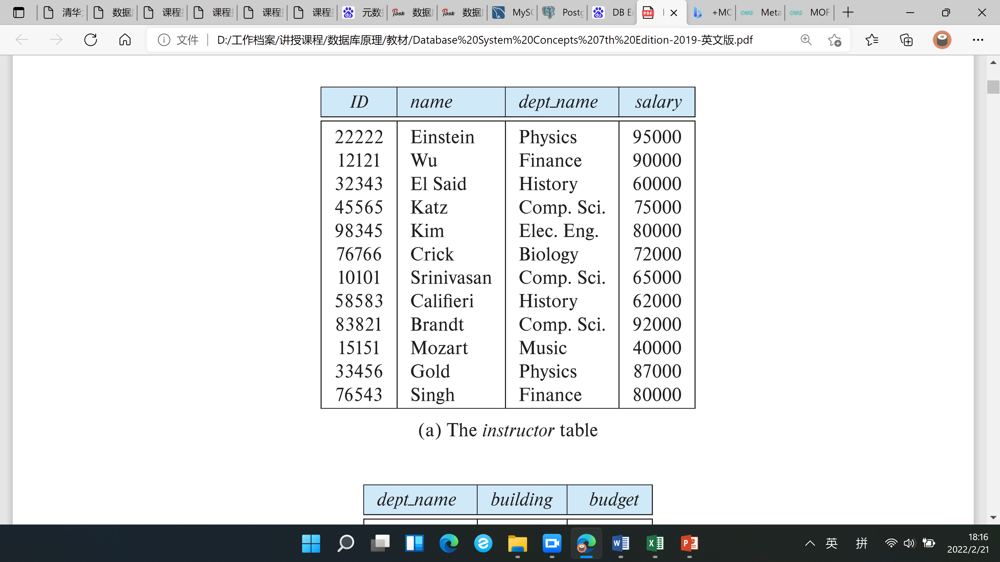 清华 数据 课程 课程 课程 课程 元数 数据 数据 MyS Postg DB PDF +MC Meta MOF
文件 D:/工作档案/讲授课程/数据库原理/教材/Database%20System%20Concepts%207th%20Edition-2019-英文版.pdf
ID name dept_name salary
22222 Einstein Physics 95000
12121 Wu Finance 90000
32343 El Said History 60000
45565 Katz Comp. Sci. 75000
98345 Kim Elec. Eng. 80000
76766 Crick Biology 72000
10101 Srinivasan Comp. Sci. 65000
58583 Califieri History 62000
83821 Brandt Comp. Sci. 92000
15151 Mozart Music 40000
33456 Gold Physics 87000
76543 Singh Finance 80000
(a) The instructor table
dept_name building budget
英 拼 18:16
2022/2/21